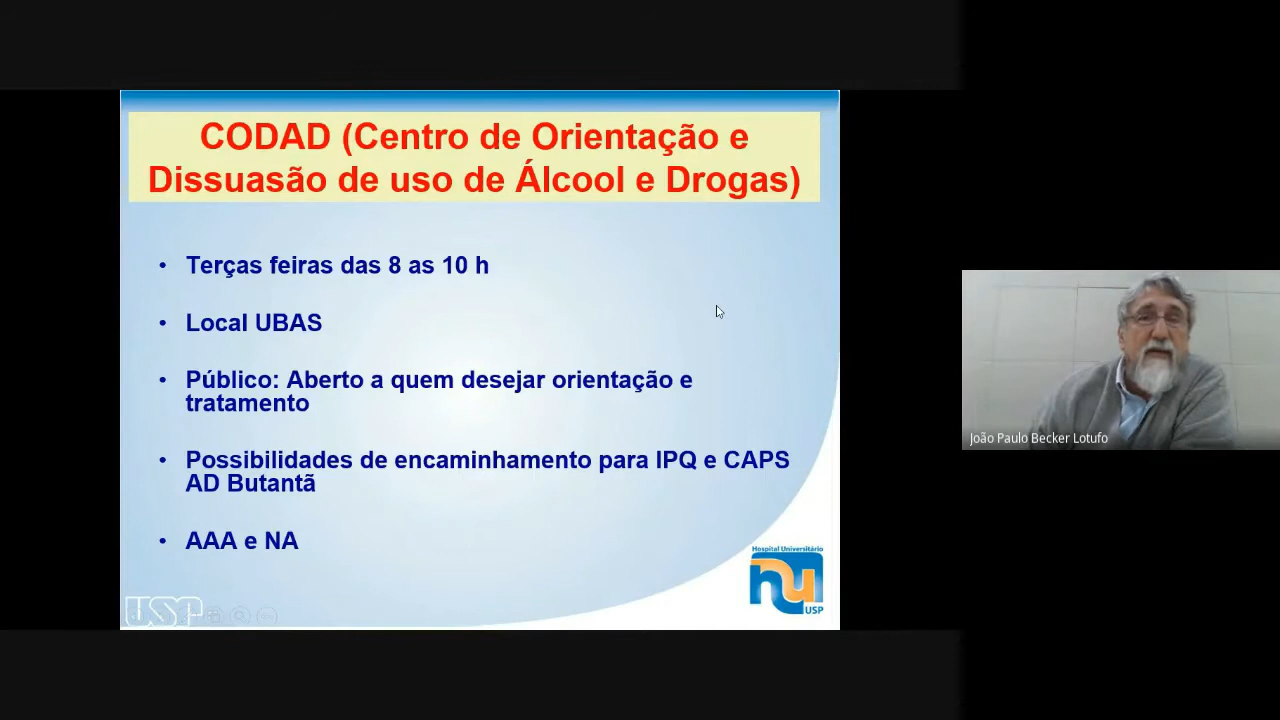 CODAD (Centro de Orientação e
Dissuasão de uso de Álcool e Drogas)
• Terças feiras das 8 as 10 h
• Local UBAS
• Público: Aberto a quem desejar orientação e
tratamento
• Possibilidades de encaminhamento para IPQ e CAPS
AD Butantã
• AAA e NA
Hospital Universitário
hu
USP
USP
João Paulo Becker Lotufo